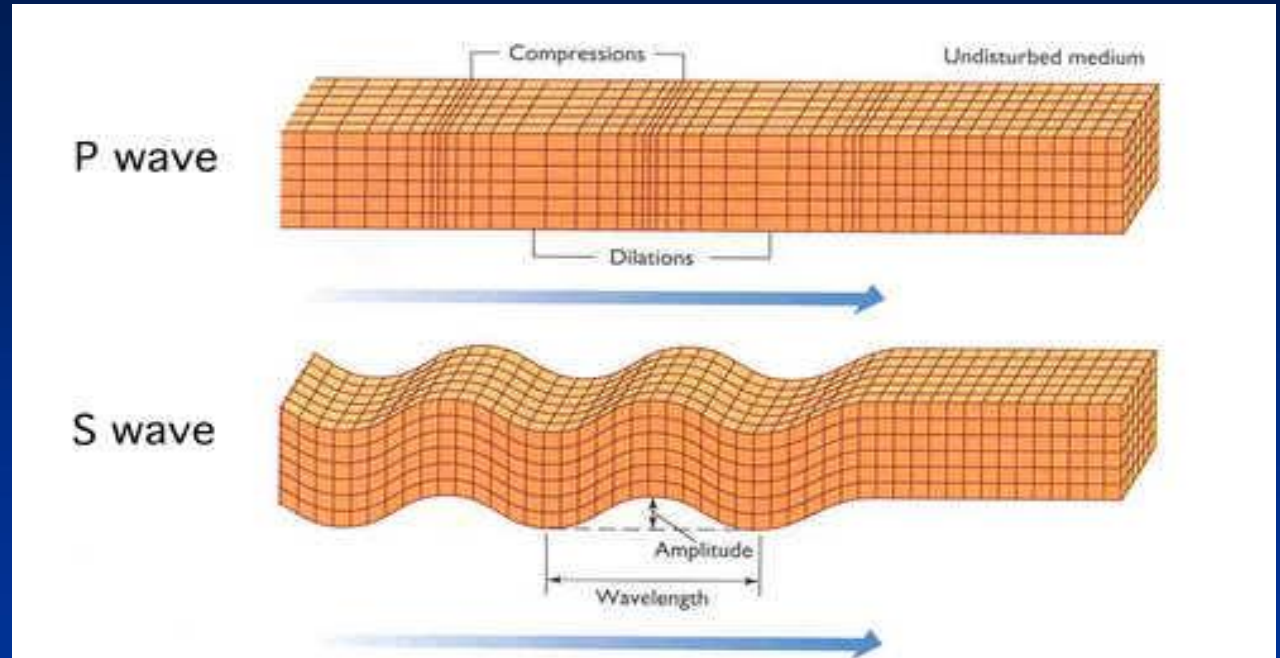 Compressions
Undisturbed medium
P wave
Dilations
S wave
Amplitude
Wavelength